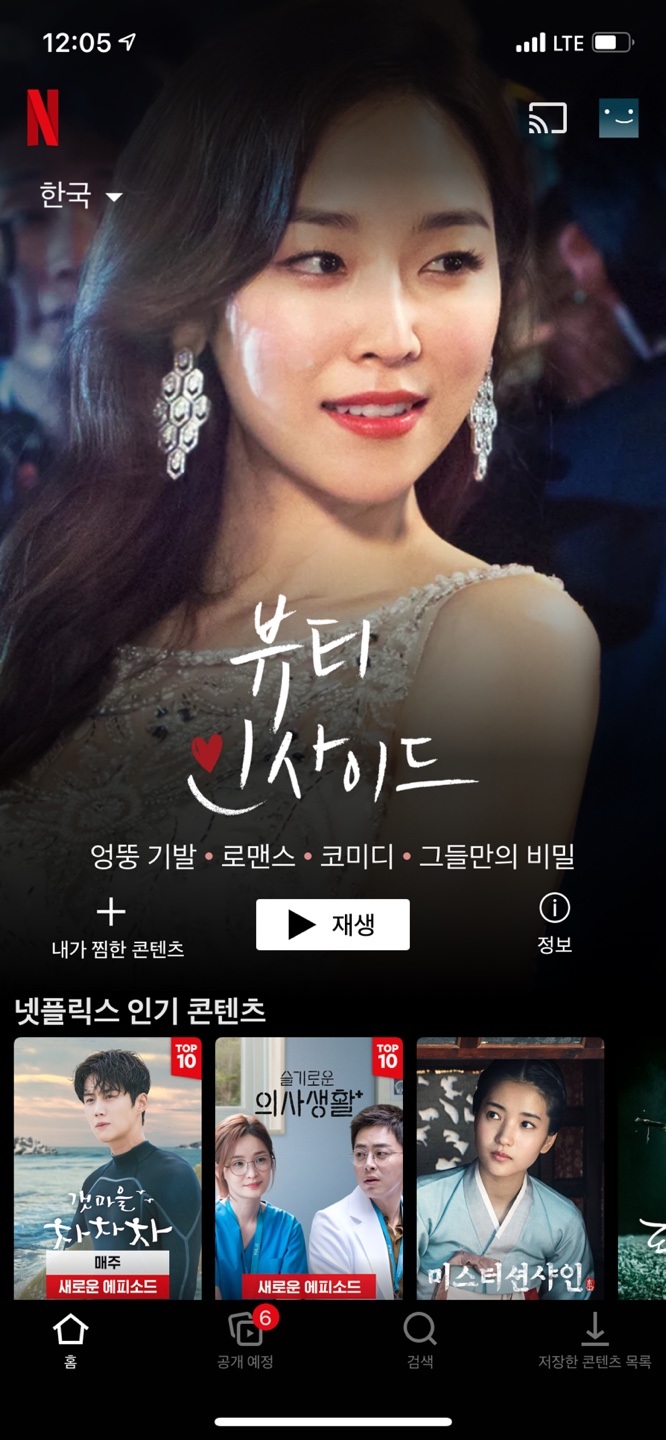 12:05
LTE
N
한국
뷰티
인사이드
엉뚱 기발 • 로맨스 • 코미디 • 그들만의 비밀
내가 찜한 콘텐츠
재생
정보
넷플릭스 인기 콘텐츠
TOP
10
갯마을
차차차
매주
새로운 에피소드
TOP
10
슬기로운
의사생활+
새로운 에피소드
미스터션샤인
홈
6
공개 예정
검색
저장한 콘텐츠 목록